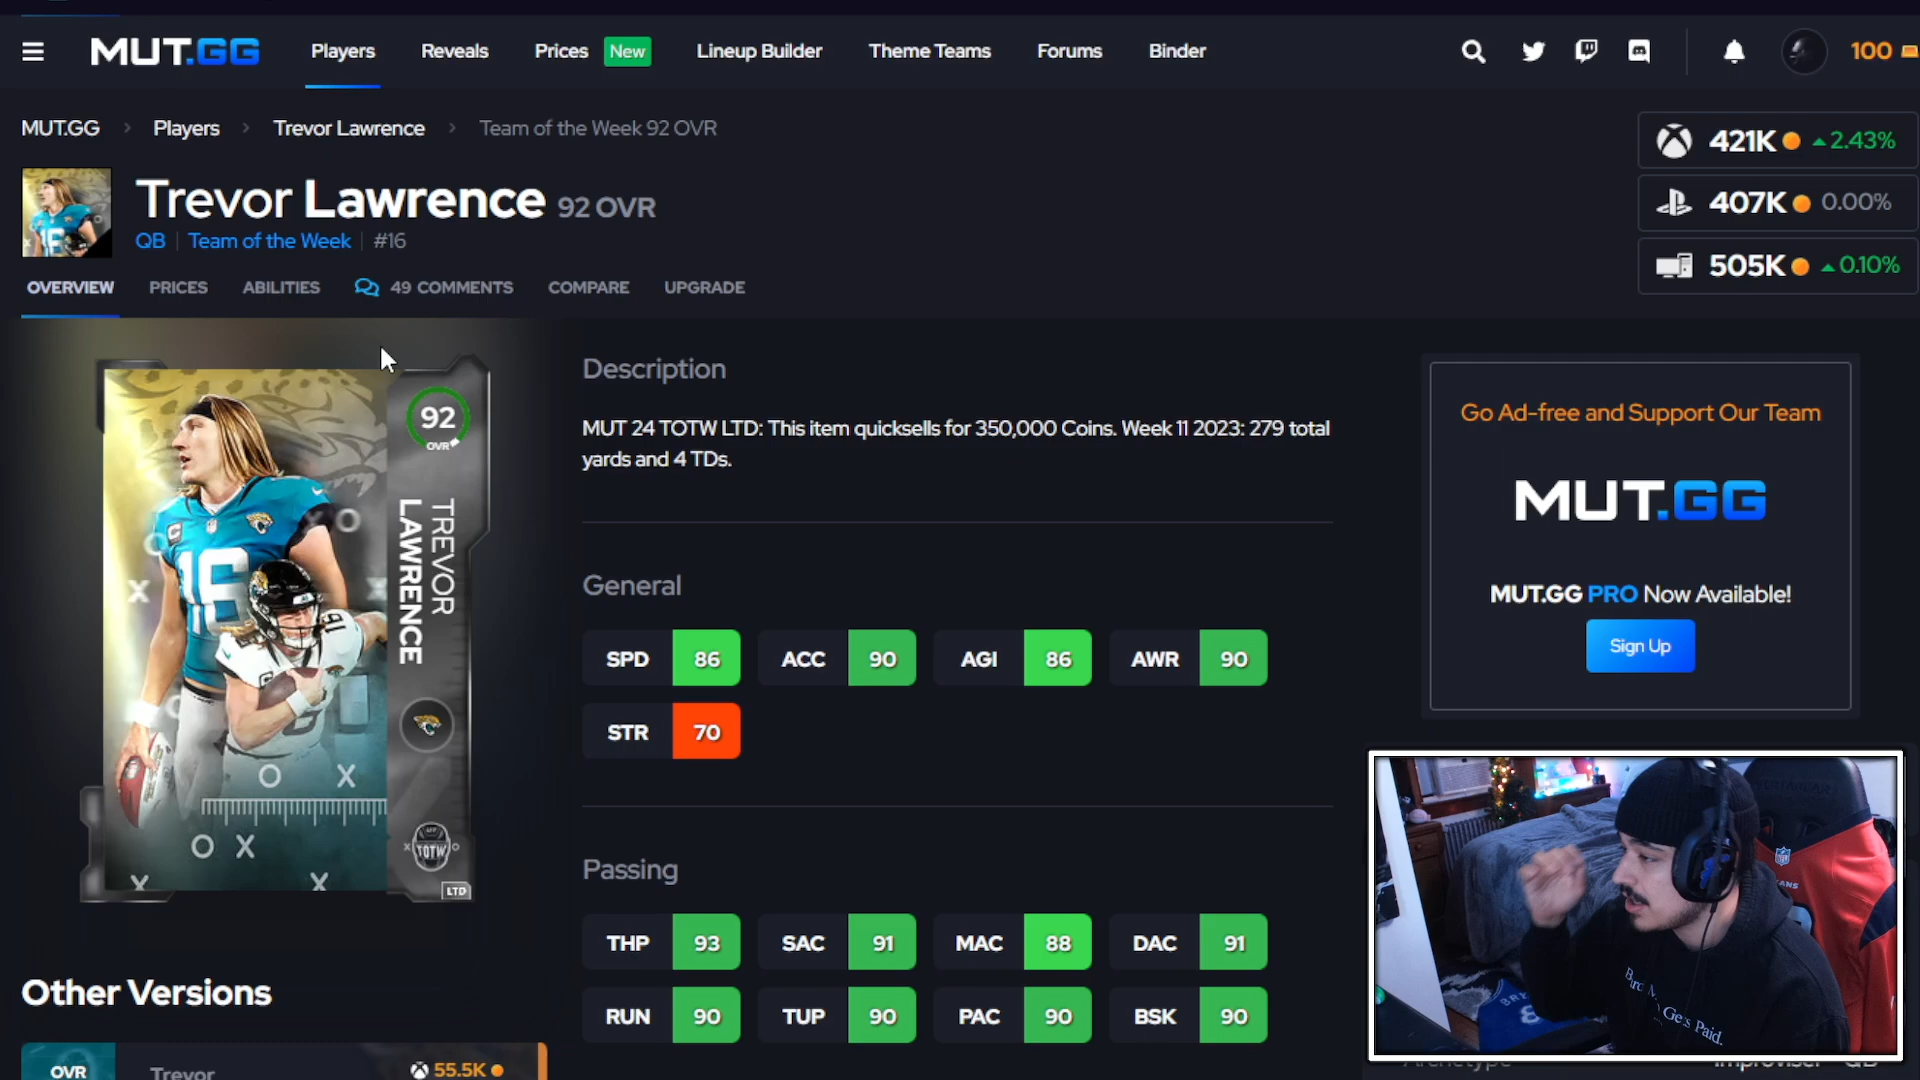 MUT.GG
Players
Reveals
Prices New
Lineup Builder
Theme Teams
Forums
Binder
100
MUT.GG > Players > Trevor Lawrence > Team of the Week 92 OVR
421K 2.43%
407K 0.00%
505K 0.10%
Trevor Lawrence 92 OVR
QB | Team of the Week | #16
OVERVIEW
PRICES
ABILITIES
49 COMMENTS
COMPARE
UPGRADE
92
OVR
TREVOR
LAWRENCE
16
16
TOTW
LTD
Description
MUT 24 TOTW LTD: This item quicksells for 350,000 Coins. Week 11 2023: 279 total
yards and 4 TDs.
General
SPD 86 ACC 90 AGI 86 AWR 90
STR 70
Passing
THP 93 SAC 91 MAC 88 DAC 91
RUN 90 TUP 90 PAC 90 BSK 90
Go Ad-free and Support Our Team
MUT.GG
MUT.GG PRO Now Available!
Sign Up
Other Versions
OVR
Trevor
55.5K
Archetype
Improviser QB